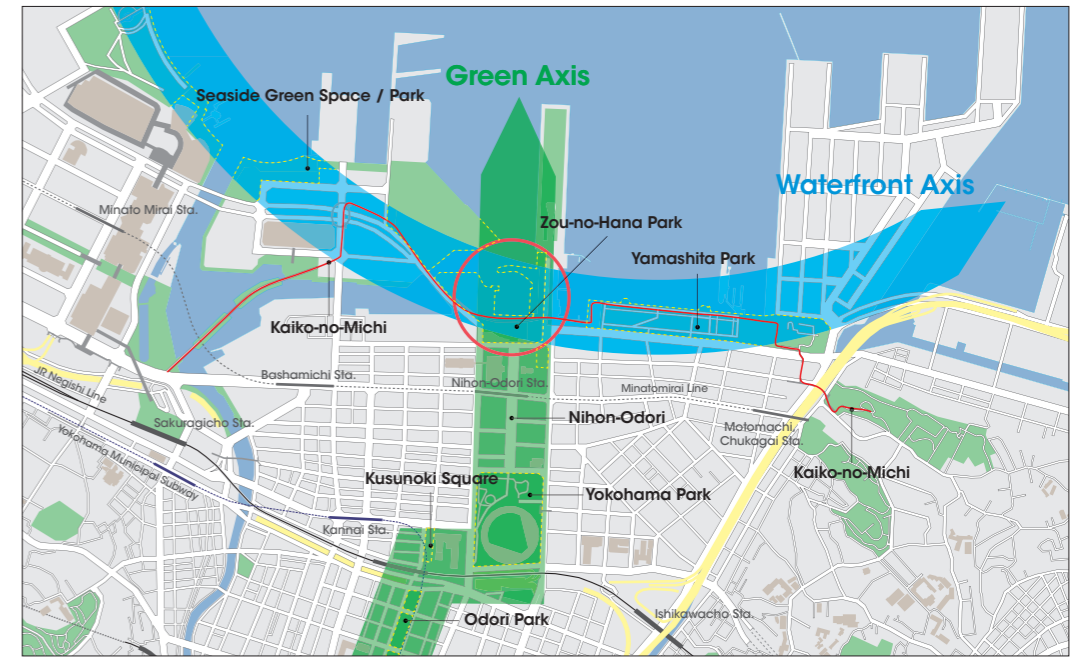 Green Axis
Seaside Green Space / Park
Waterfront Axis
Minato Mirai Sta.
Zou-no-Hana Park
Yamashita Park
Kaiko-no-Michi
Bashamichi Sta.
Nihon-Odori Sta.
Minatomirai Line
JR Negishi Line
Sakuragicho Sta.
Nihon-Odori
Motomachi,
Chukagai Sta.
Yokohama Municipal Subway
Kusunoki Square
Kaiko-no-Michi
Yokohama Park
Kannai Sta.
Odori Park
Ishikawacho Sta.